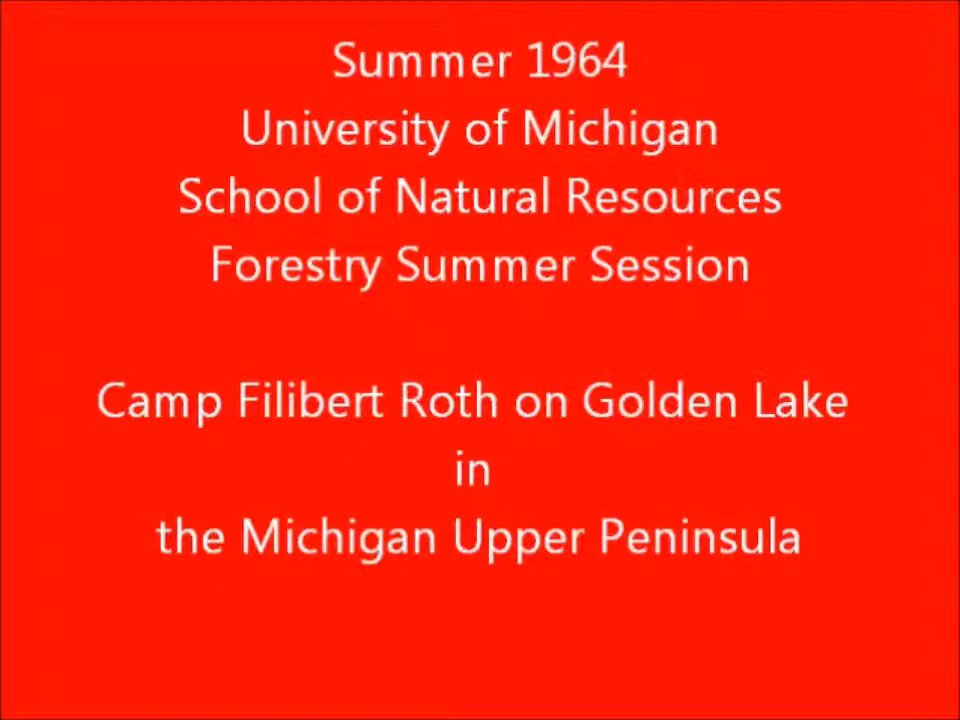 Summer 1964
University of Michigan
School of Natural Resources
Forestry Summer Session
Camp Filibert Roth on Golden Lake
in
the Michigan Upper Peninsula